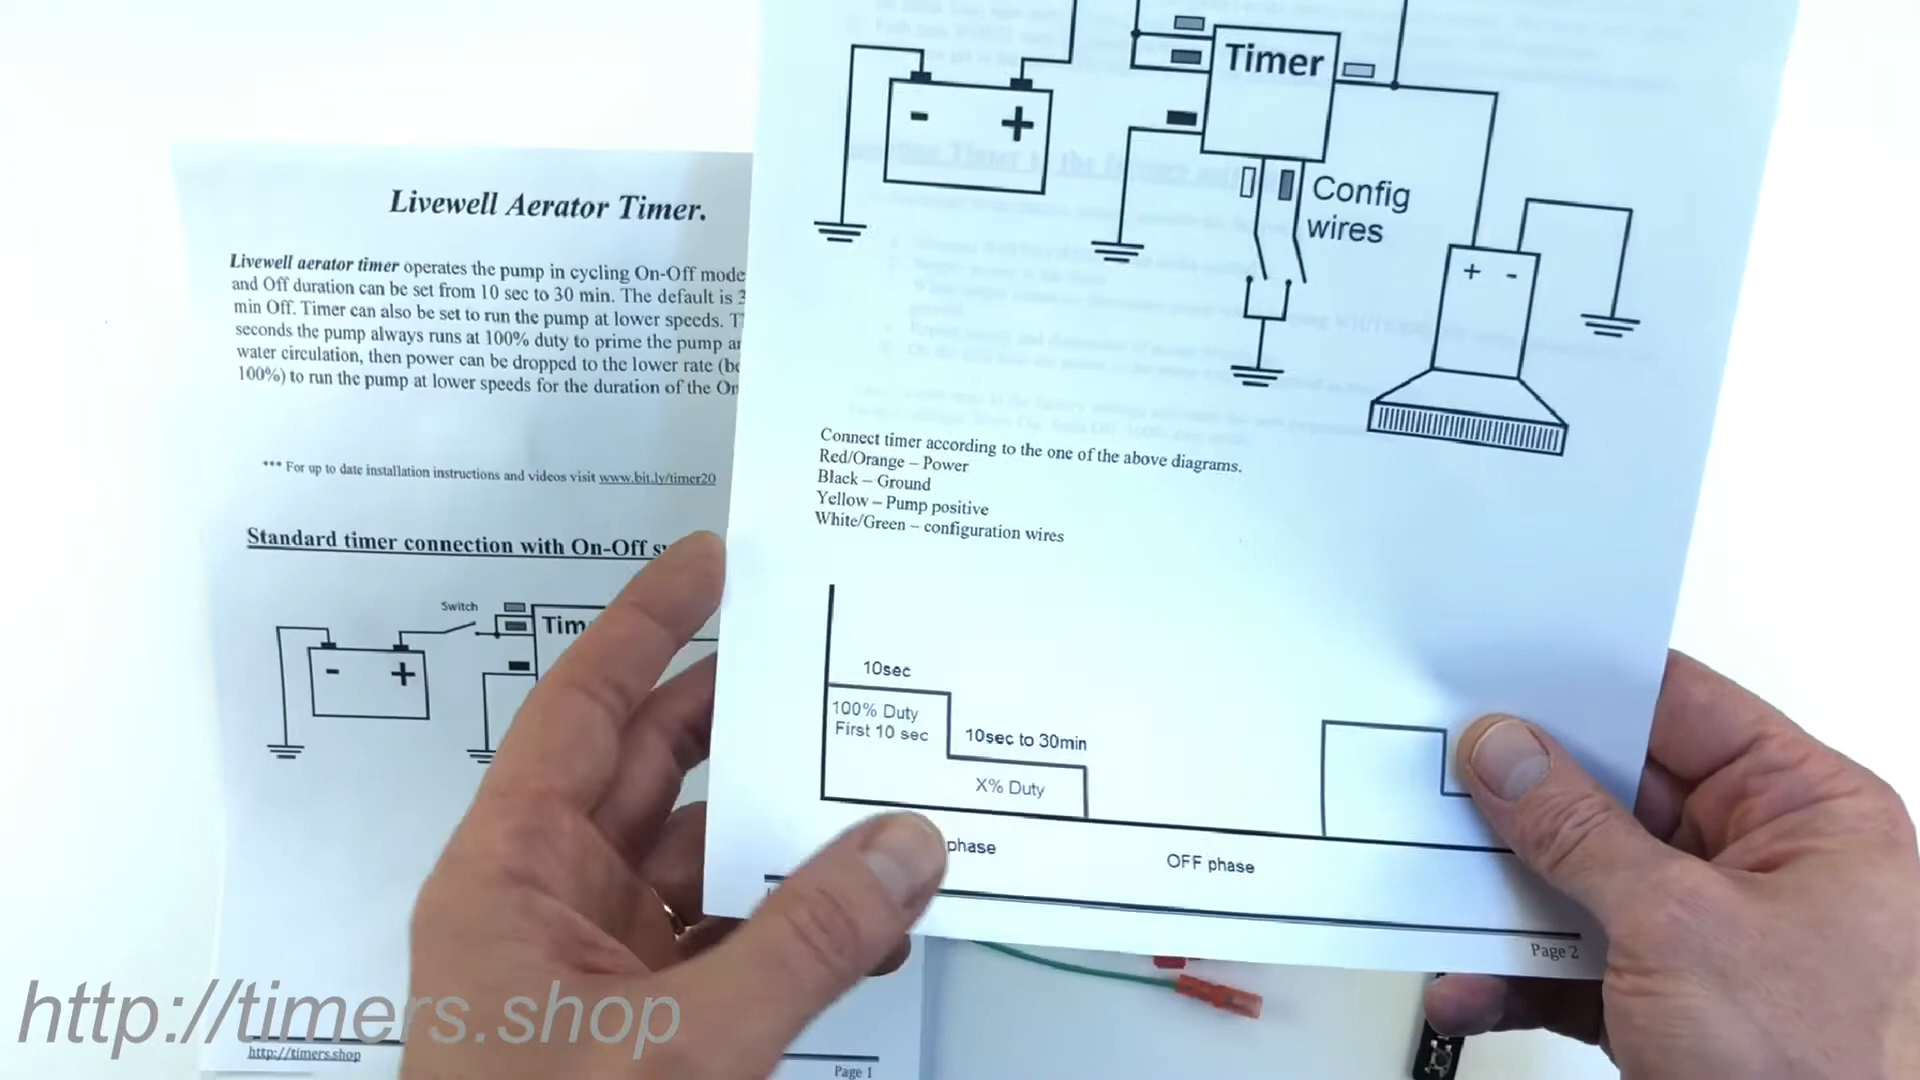 Livewell Aerator Timer.
Livewell aerator timer operates the pump in cycling On-Off mode
and Off duration can be set from 10 sec to 30 min. The default is
min Off. Timer can also be set to run the pump at lower speeds.
seconds the pump always runs at 100% duty to prime the pump
water circulation, then power can be dropped to the lower rate
100%) to run the pump at lower speeds for the duration of the
*** For up to date installation instructions and videos visit www.bit.ly/timer20
Standard timer connection with On-Off
Switch
- +
http://timers.shop
Page 1
Timer
- +
Config
wires
+ -
Connect timer according to the one of the above diagrams.
Red/Orange – Power
Black – Ground
Yellow – Pump positive
White/Green – configuration wires
10sec
100% Duty
First 10 sec
10sec to 30min
X% Duty
phase
OFF phase
Page 2
http://timers.shop